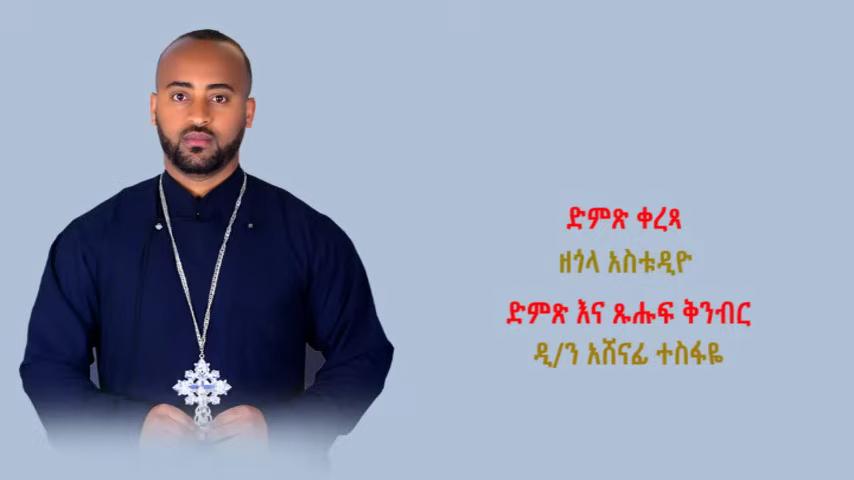 ድምጽ ቀረጻ
ዘጎላ አስቱዲዮ
ድምጽ እና ጹሑፍ ቅንብር
ዲ/ን አሸናፊ ተስፋዬ